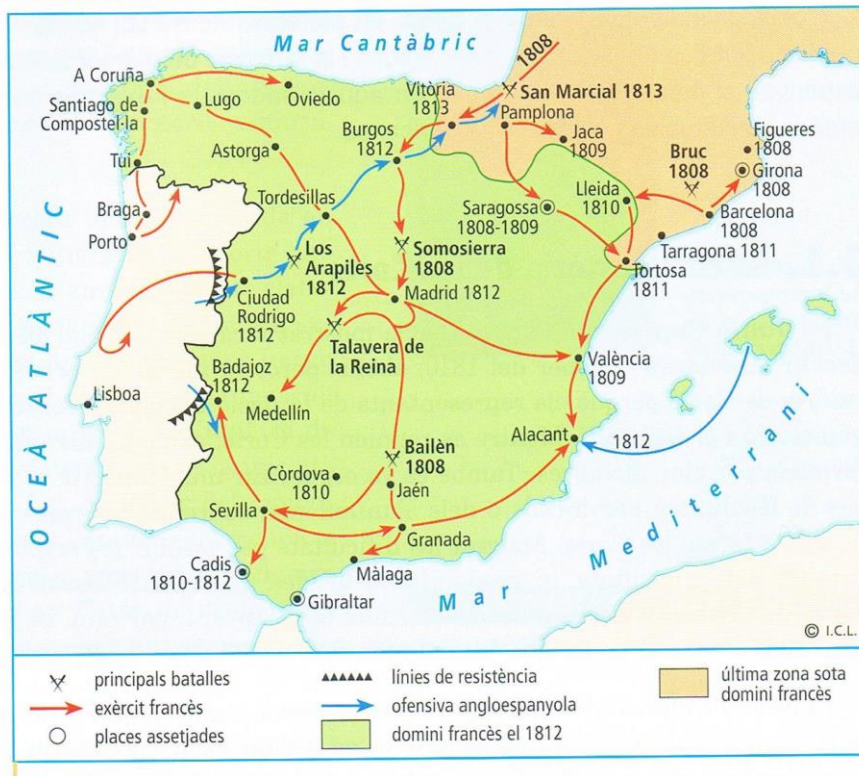 Mar Cantàbric
1808
A Coruña
Lugo
Oviedo
Santiago de
Compostel·la
Vitòria
1813
San Marcial 1813
Pamplona
Burgos
1812
Jaca
1809
Figueres
1808
Bruc
1808
Girona
1808
Astorga
Tui
Tordesillas
Lleida
1810
Saragossa
1808-1809
Barcelona
1808
Braga
Porto
Tarragona 1811
Los
Arapiles
1812
Somosierra
1808
Tortosa
1811
Ciudad
Rodrigo
1812
Madrid 1812
OCEÀ ATLÀNTIC
Talavera de
la Reina
València
1809
Badajoz
1812
Lisboa
Medellín
Alacant
1812
Bailèn
1808
Còrdova
1810
Jaén
Sevilla
Granada
Cadis
1810-1812
Màlaga
Gibraltar
Mar Mediterrani
© I.C.L.
principals batalles
exèrcit francès
places assetjades
línies de resistència
ofensiva angloespanyola
domini francès el 1812
última zona sota
domini francès